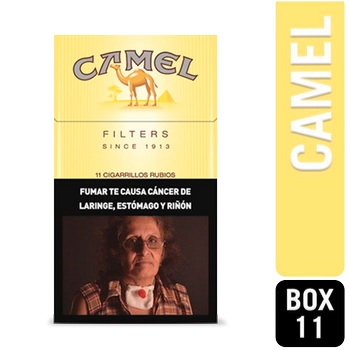 CAMEL
FILTERS
SINCE 1913
11 CIGARRILLOS RUBIOS
FUMAR TE CAUSA CÁNCER DE
LARINGE, ESTÓMAGO Y RIÑÓN
CAMEL
BOX
11